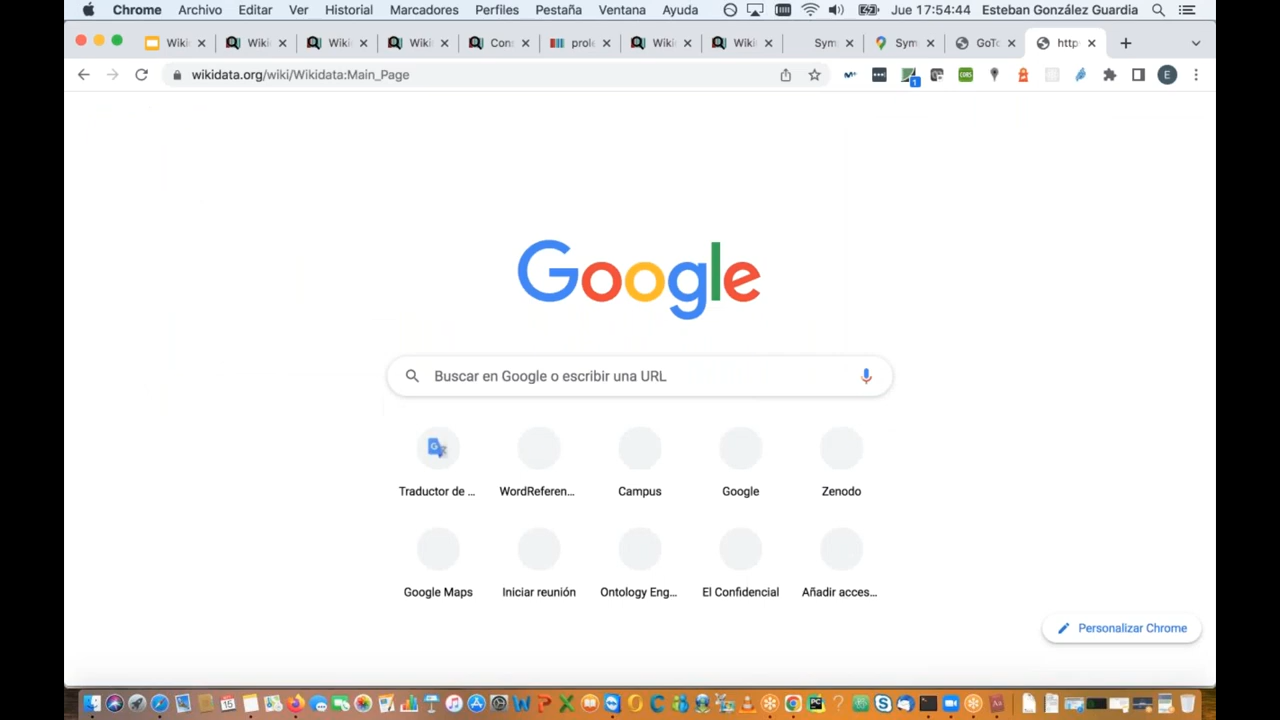 Chrome Archivo Editar Ver Historial Marcadores Perfiles Pestaña Ventana Ayuda Jue 17:54:44 Esteban González Guardia
Wiki Wiki Wiki Wiki Con prol Wiki Wiki Sym Sym GoTo http
wikidata.org/wiki/Wikidata:Main_Page 1 E
Google
Buscar en Google o escribir una URL
Traductor de ... WordReferen... Campus Google Zenodo
Google Maps Iniciar reunión Ontology Eng... El Confidencial Añadir acces...
Personalizar Chrome